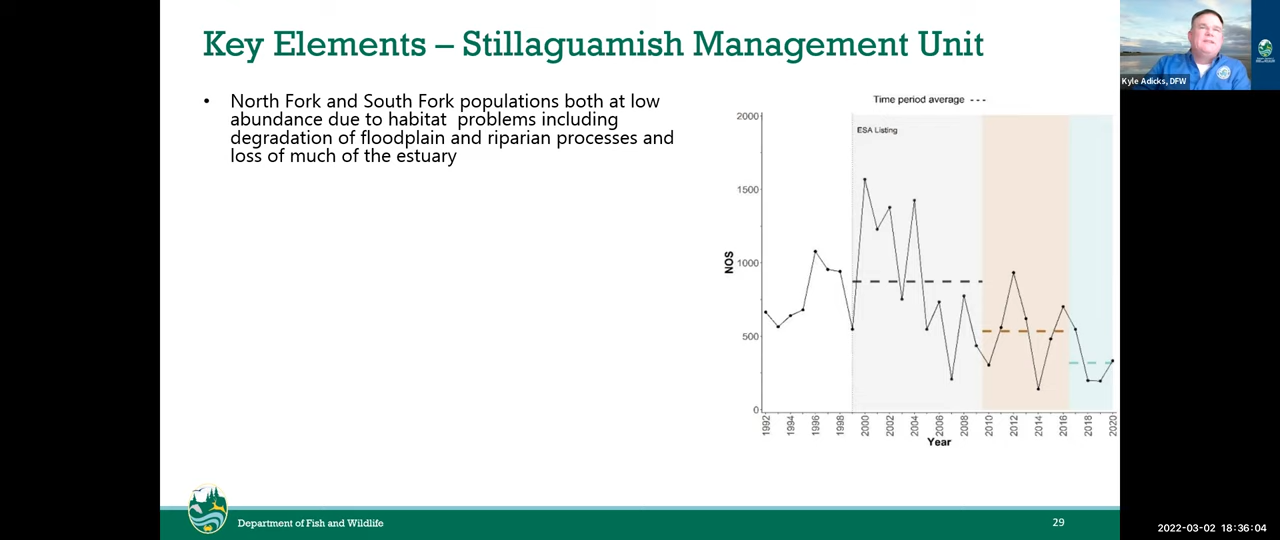 Key Elements – Stillaguamish Management Unit
• North Fork and South Fork populations both at low
abundance due to habitat problems including
degradation of floodplain and riparian processes and
loss of much of the estuary
Time period average ---
2000
1500
1000
500
0
NOS
ESA Listing
1992
1994
1996
1998
2000
2002
2004
2006
2008
2010
2012
2014
2016
2018
2020
Year
Kyle Adicks, DFW
Department of Fish and Wildlife
29
2022-03-02 18:36:04